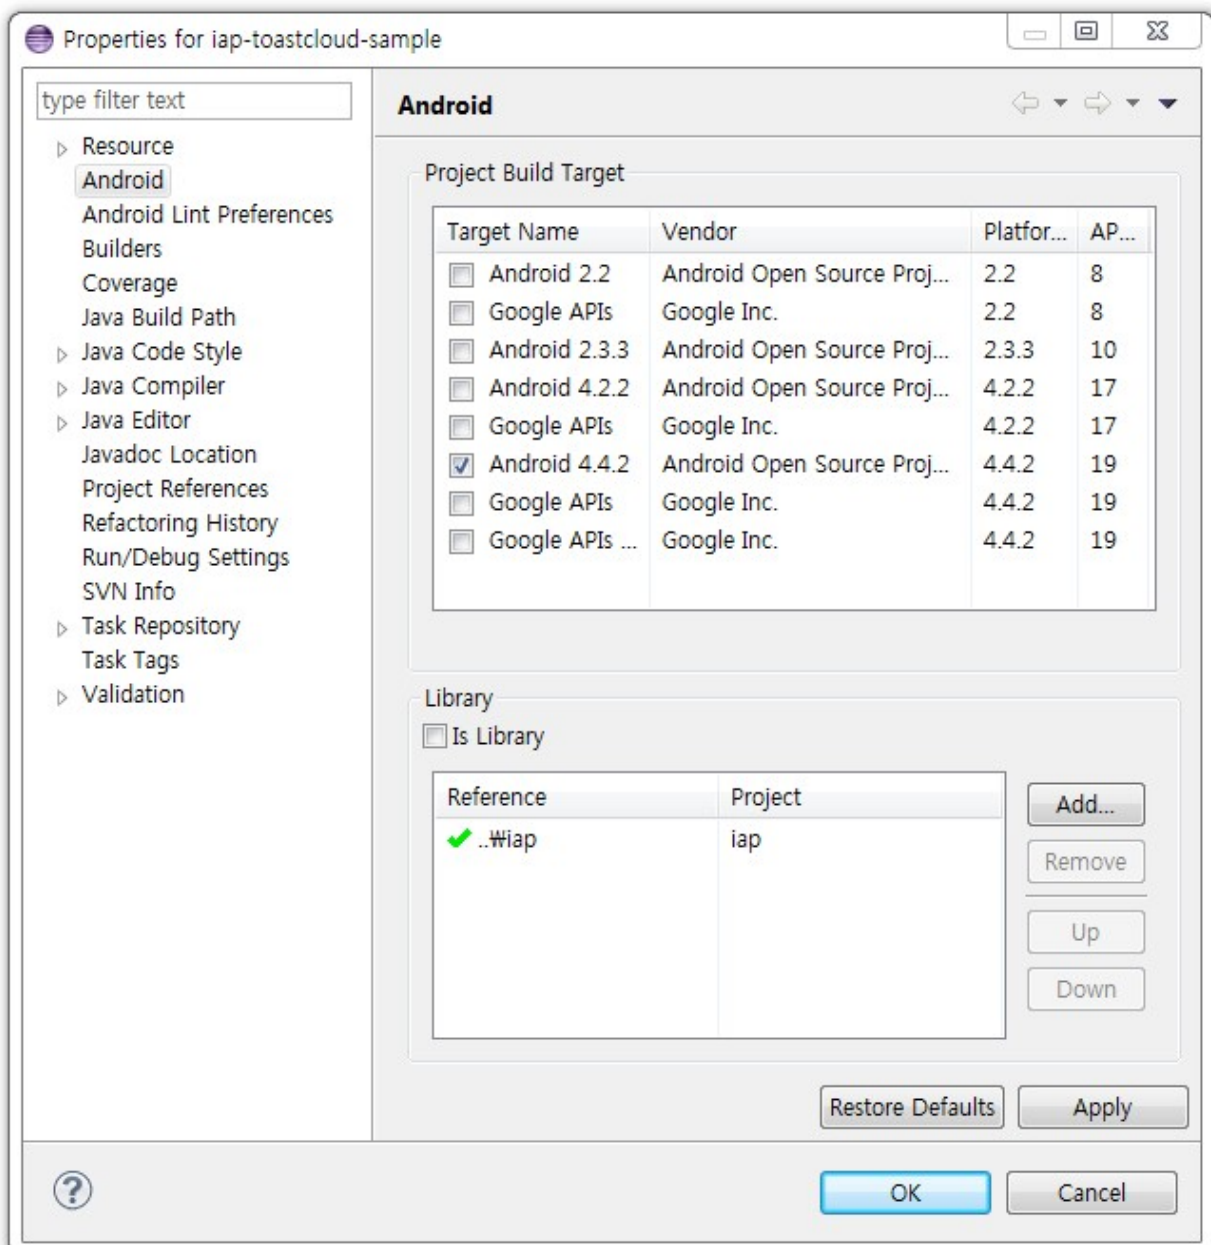 Properties for iap-toastcloud-sample
type filter text
Resource
Android
Android Lint Preferences
Builders
Coverage
Java Build Path
Java Code Style
Java Compiler
Java Editor
Javadoc Location
Project References
Refactoring History
Run/Debug Settings
SVN Info
Task Repository
Task Tags
Validation
Android
Project Build Target
Target Name Vendor Platfor... AP...
Android 2.2 Android Open Source Proj... 2.2 8
Google APIs Google Inc. 2.2 8
Android 2.3.3 Android Open Source Proj... 2.3.3 10
Android 4.2.2 Android Open Source Proj... 4.2.2 17
Google APIs Google Inc. 4.2.2 17
Android 4.4.2 Android Open Source Proj... 4.4.2 19
Google APIs Google Inc. 4.4.2 19
Google APIs ... Google Inc. 4.4.2 19
Library
Is Library
Reference Project
..₩iap iap
Add...
Remove
Up
Down
Restore Defaults Apply
? OK Cancel